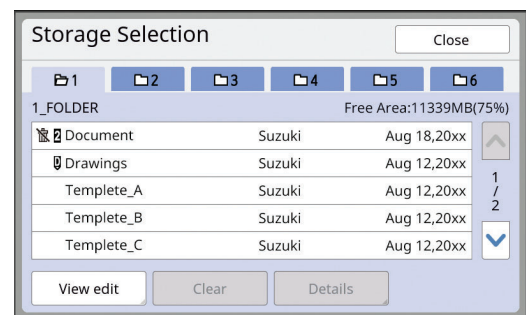 Storage Selection Close
1 2 3 4 5 6
1_FOLDER Free Area:11339MB(75%)
2 Document Suzuki Aug 18,20xx
Drawings Suzuki Aug 12,20xx
Templete_A Suzuki Aug 12,20xx
Templete_B Suzuki Aug 12,20xx
Templete_C Suzuki Aug 12,20xx
1
/
2
View edit Clear Details